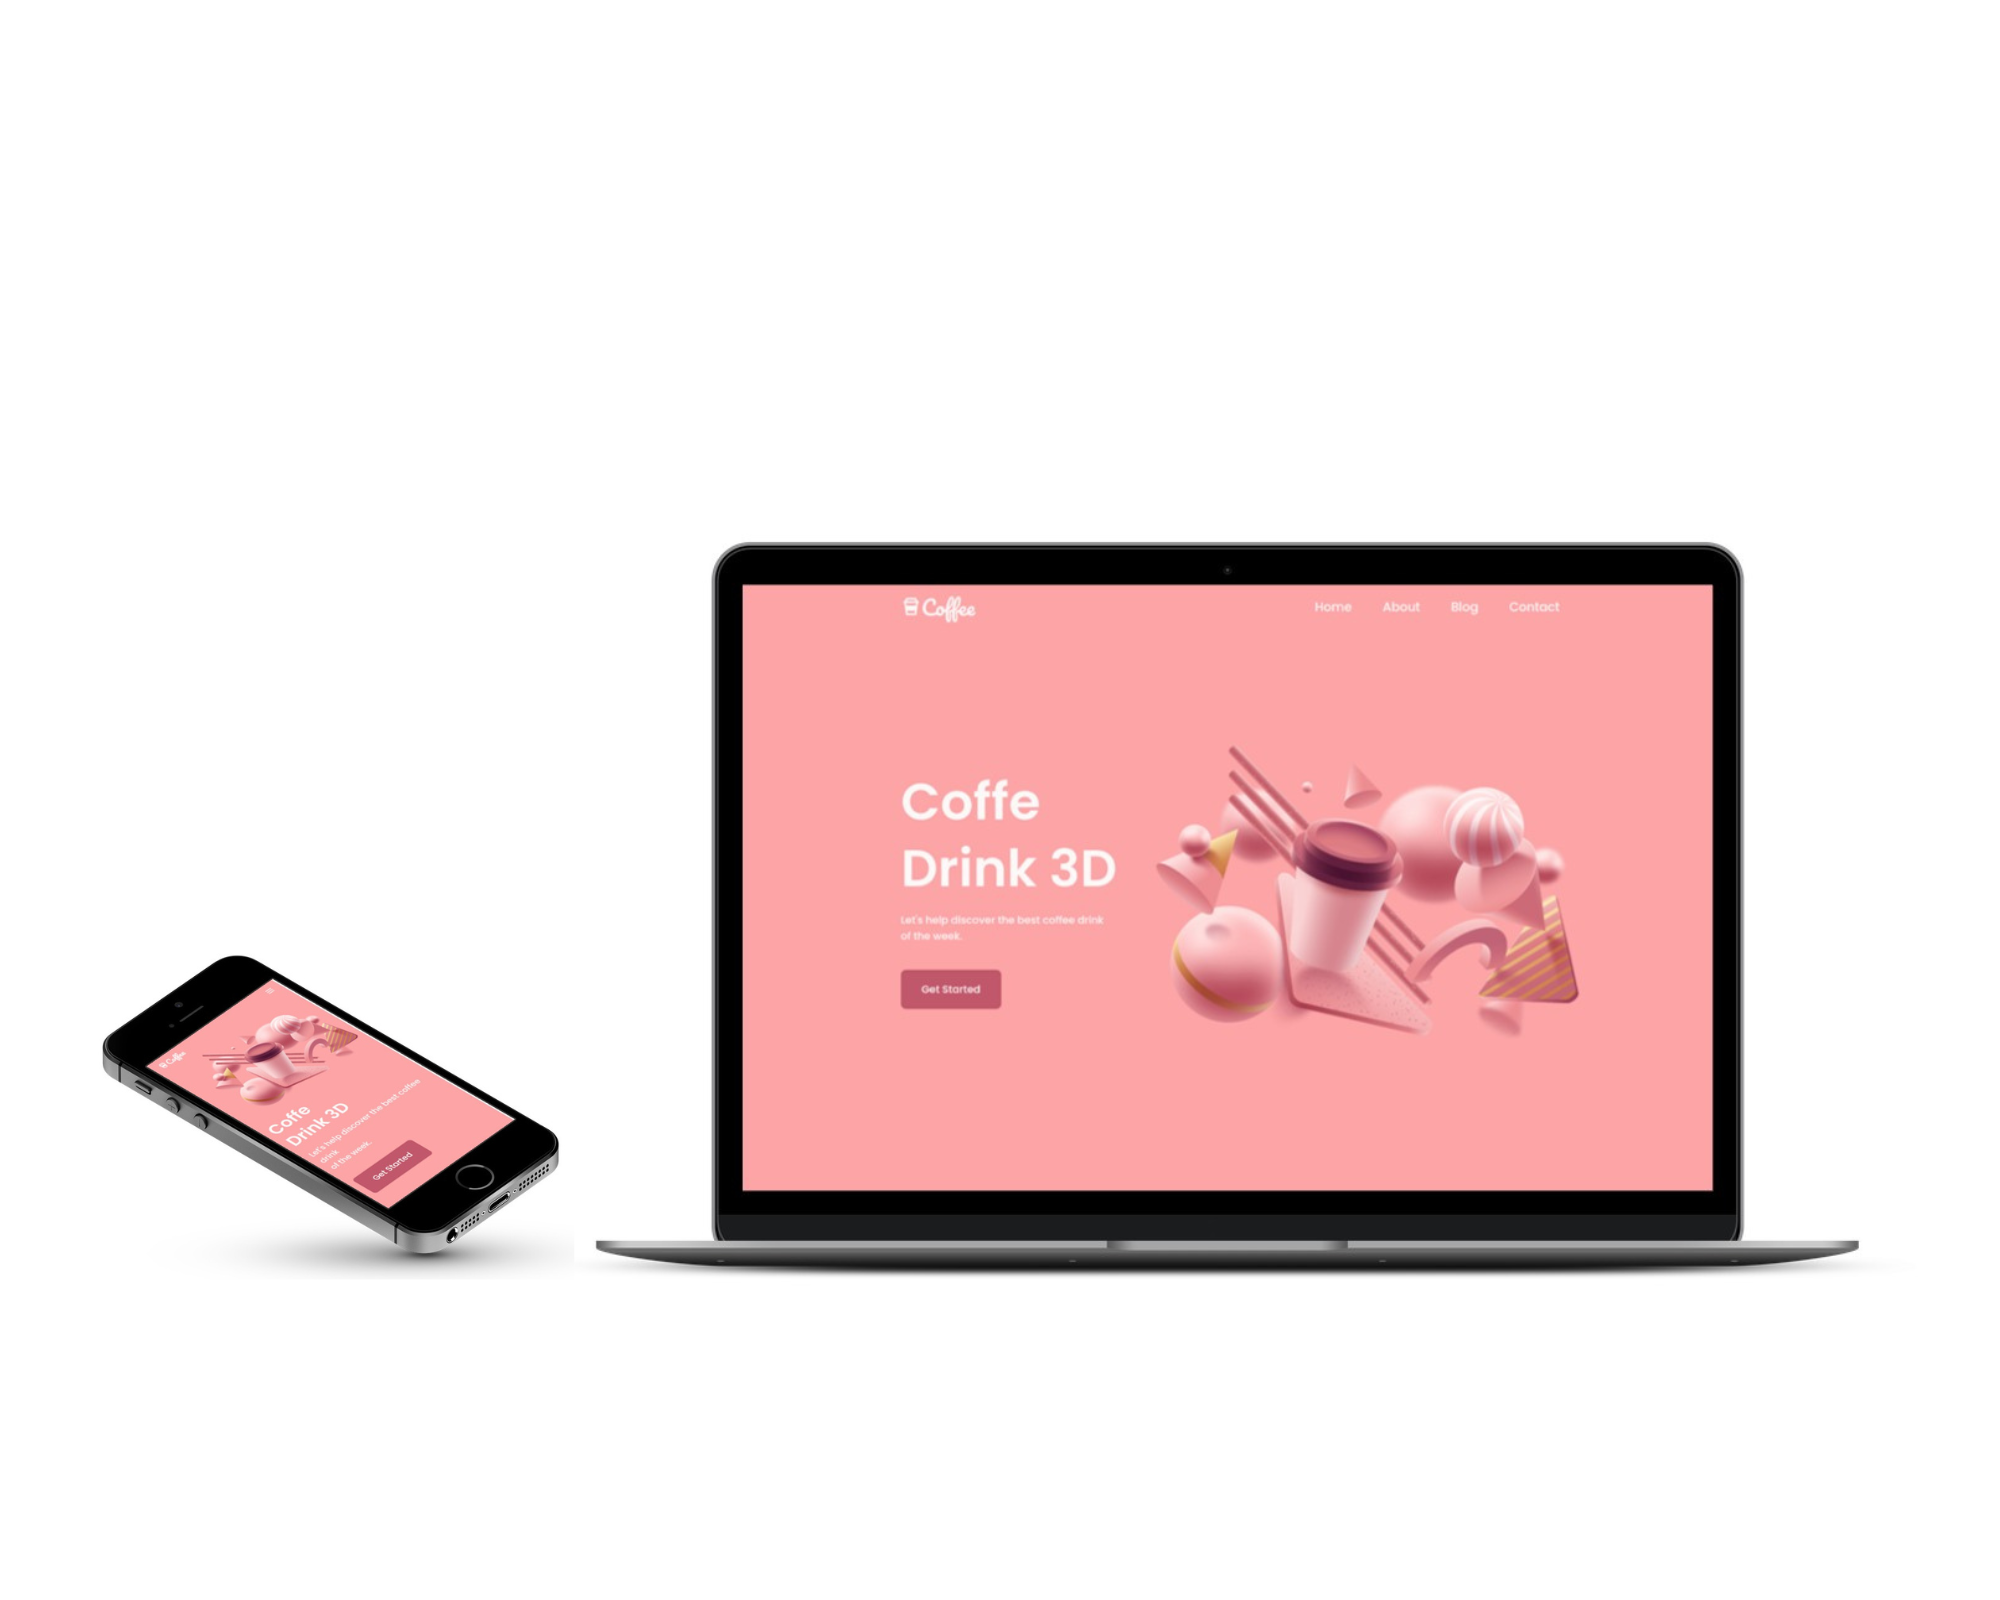 Coffee
Home About Blog Contact
Coffe
Drink 3D
Let's help discover the best coffee drink
of the week.
Get Started
Coffee
Coffe
Drink 3D
Let's help discover the best coffee
drink
of the week.
Get Started